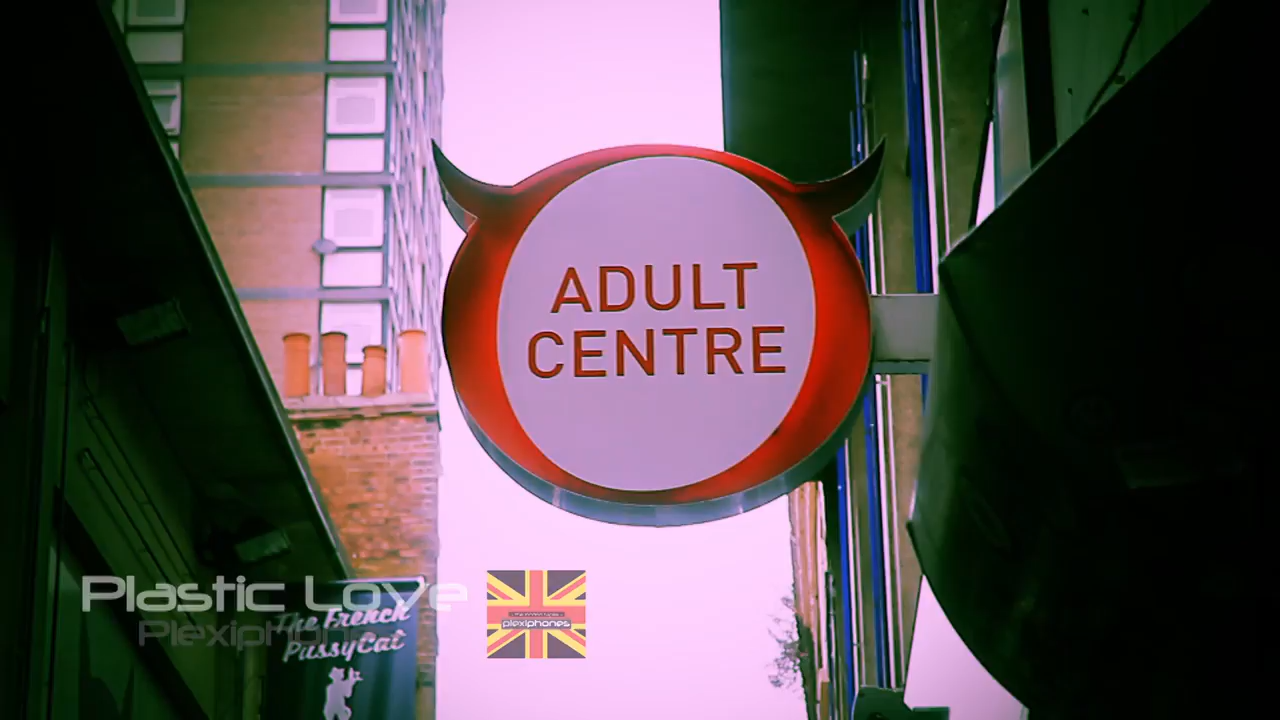 ADULT
CENTRE
Plastic Love
Plexiphones
The French
PussyCat
plexiphones